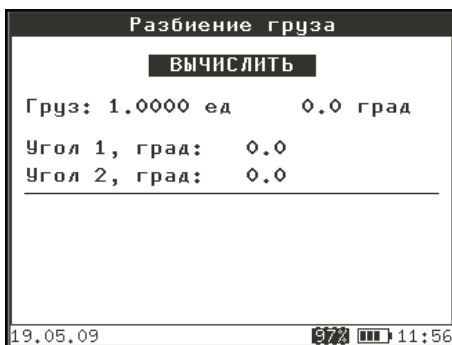 Разбиение груза
ВЫЧИСЛИТЬ
Груз: 1.0000 ед 0.0 град
Угол 1, град: 0.0
Угол 2, град: 0.0
19.05.09 97% 11:56